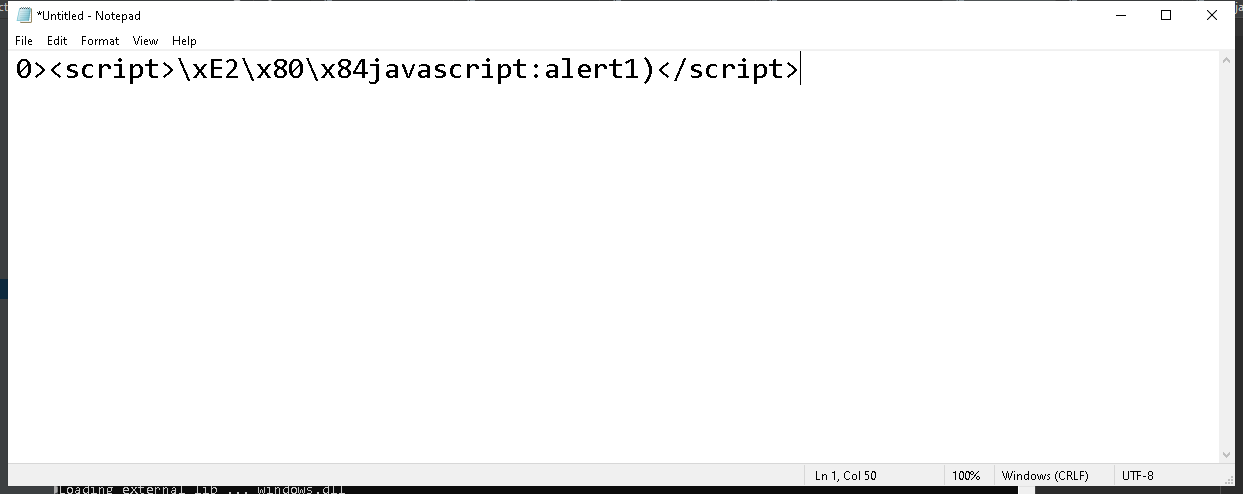 *Untitled - Notepad
File Edit Format View Help
0><script>\xE2\x80\x84javascript:alert1)</script>
Ln 1, Col 50 100% Windows (CRLF) UTF-8
Loading external lib ... windows.dll